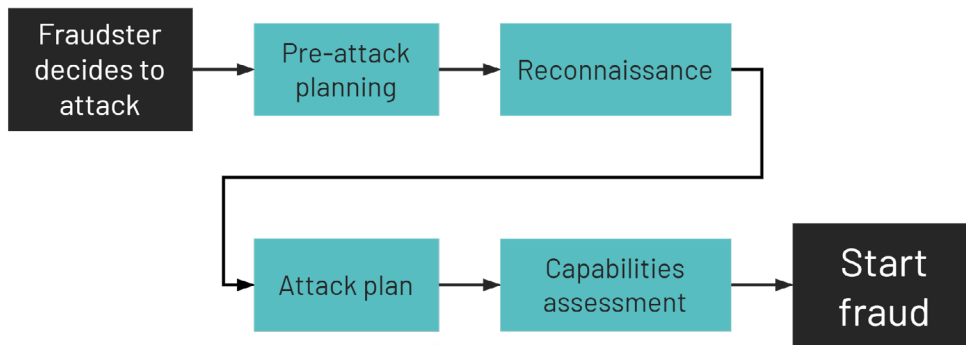 Fraudster
decides to
attack
Pre-attack
planning
Reconnaissance
Attack plan
Capabilities
assessment
Start
fraud